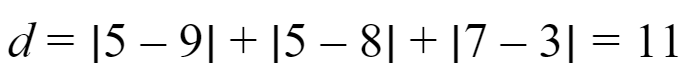 d = |5 – 9| + |5 – 8| + |7 – 3| = 11